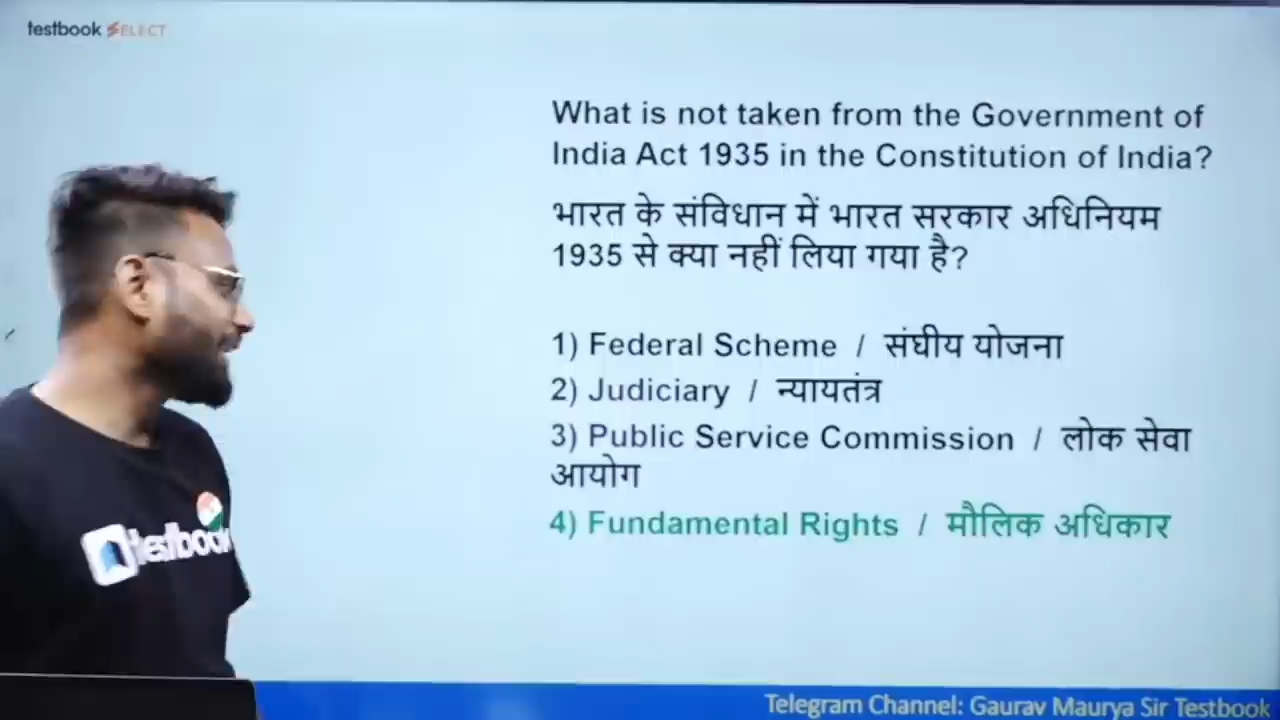 testbook SELECT
What is not taken from the Government of
India Act 1935 in the Constitution of India?
भारत के संविधान में भारत सरकार अधिनियम
1935 से क्या नहीं लिया गया है?
1) Federal Scheme / संघीय योजना
2) Judiciary / न्यायतंत्र
3) Public Service Commission / लोक सेवा
आयोग
4) Fundamental Rights / मौलिक अधिकार
testbook
Telegram Channel: Gaurav Maurya Sir Testbook